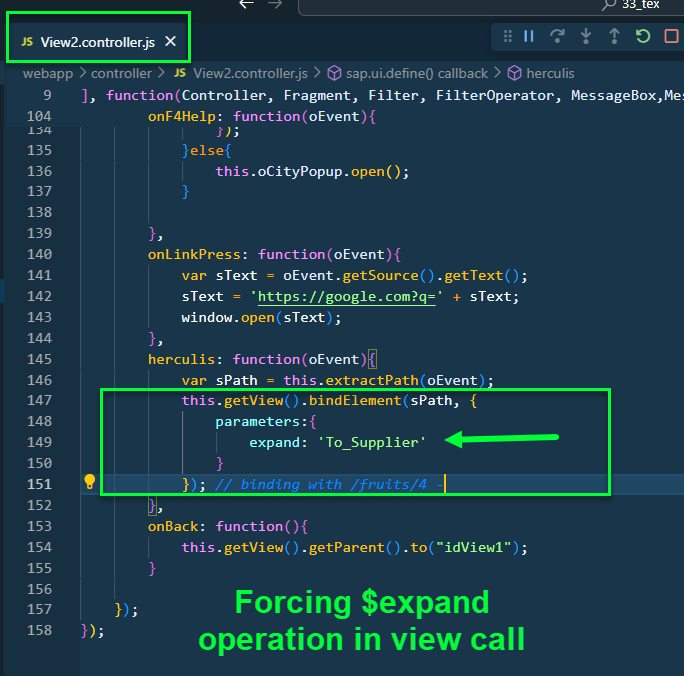 33_tex
JS View2.controller.js
webapp > controller > JS View2.controller.js > sap.ui.define() callback > herculis
9 ], function(Controller, Fragment, Filter, FilterOperator, MessageBox,Mes
104 onF4Help: function(oEvent){
134 });
135 }else{
136 this.oCityPopup.open();
137 }
138
139 },
140 onLinkPress: function(oEvent){
141 var sText = oEvent.getSource().getText();
142 sText = 'https://google.com?q=' + sText;
143 window.open(sText);
144 },
145 herculis: function(oEvent){
146 var sPath = this.extractPath(oEvent);
147 this.getView().bindElement(sPath, {
148 parameters:{
149 expand: 'To_Supplier'
150 }
151 }); // binding with /fruits/4 -
152 },
153 onBack: function(){
154 this.getView().getParent().to("idView1");
155 }
156
157 });
158 });
Forcing $expand
operation in view call